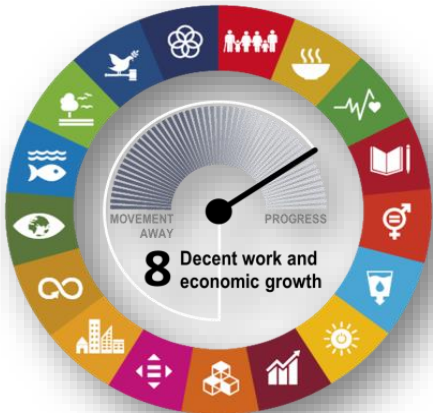 MOVEMENT
AWAY
PROGRESS
8 Decent work and
economic growth